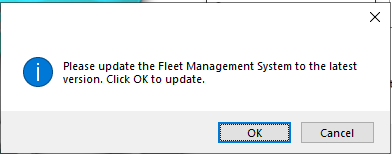 Please update the Fleet Management System to the latest
version. Click OK to update.
OK
Cancel